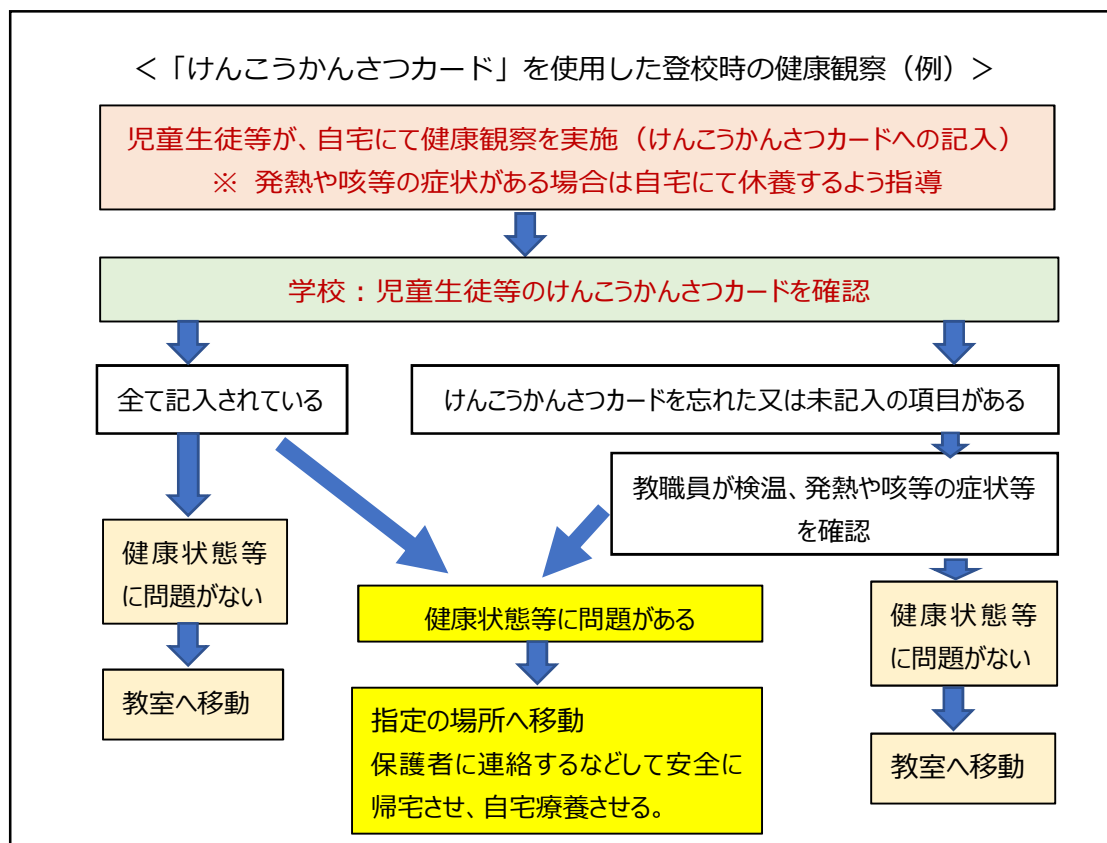 ＜「けんこうかんさつカード」を使用した登校時の健康観察（例）＞
児童生徒等が、自宅にて健康観察を実施（けんこうかんさつカードへの記入）
※ 発熱や咳等の症状がある場合は自宅にて休養するよう指導
学校：児童生徒等のけんこうかんさつカードを確認
全て記入されている
けんこうかんさつカードを忘れた又は未記入の項目がある
教職員が検温、発熱や咳等の症状等
を確認
健康状態等
に問題がない
健康状態等に問題がある
健康状態等
に問題がない
教室へ移動
指定の場所へ移動
保護者に連絡するなどして安全に
帰宅させ、自宅療養させる。
教室へ移動